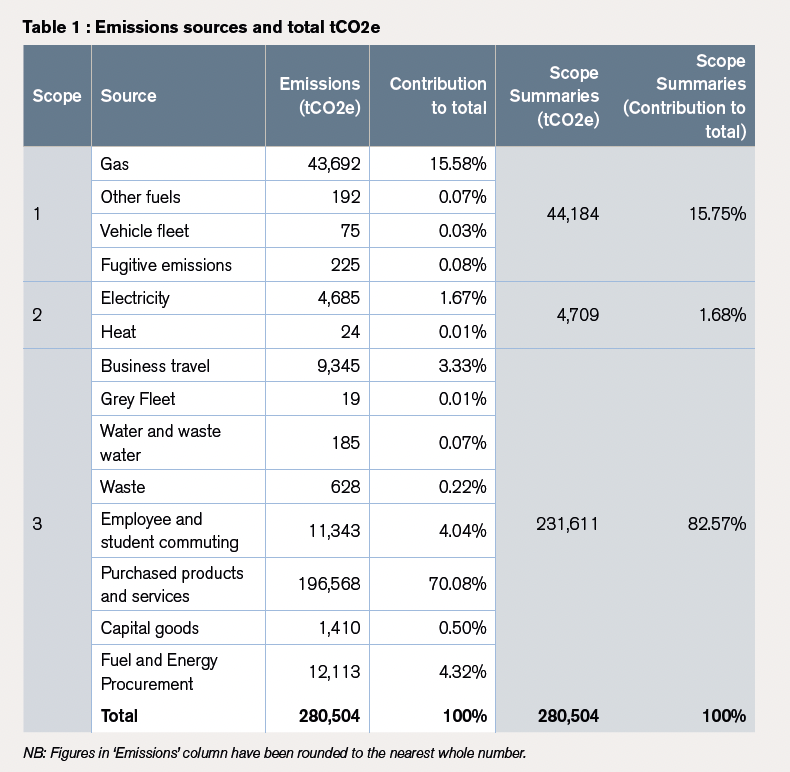 Table 1 : Emissions sources and total tCO2e
Scope Source Emissions (tCO2e) Contribution to total Scope Summaries (tCO2e) Scope Summaries (Contribution to total)
1 Gas 43,692 15.58% 44,184 15.75%
Other fuels 192 0.07%
Vehicle fleet 75 0.03%
Fugitive emissions 225 0.08%
2 Electricity 4,685 1.67% 4,709 1.68%
Heat 24 0.01%
3 Business travel 9,345 3.33% 231,611 82.57%
Grey Fleet 19 0.01%
Water and waste water 185 0.07%
Waste 628 0.22%
Employee and student commuting 11,343 4.04%
Purchased products and services 196,568 70.08%
Capital goods 1,410 0.50%
Fuel and Energy Procurement 12,113 4.32%
Total 280,504 100% 280,504 100%
NB: Figures in 'Emissions' column have been rounded to the nearest whole number.